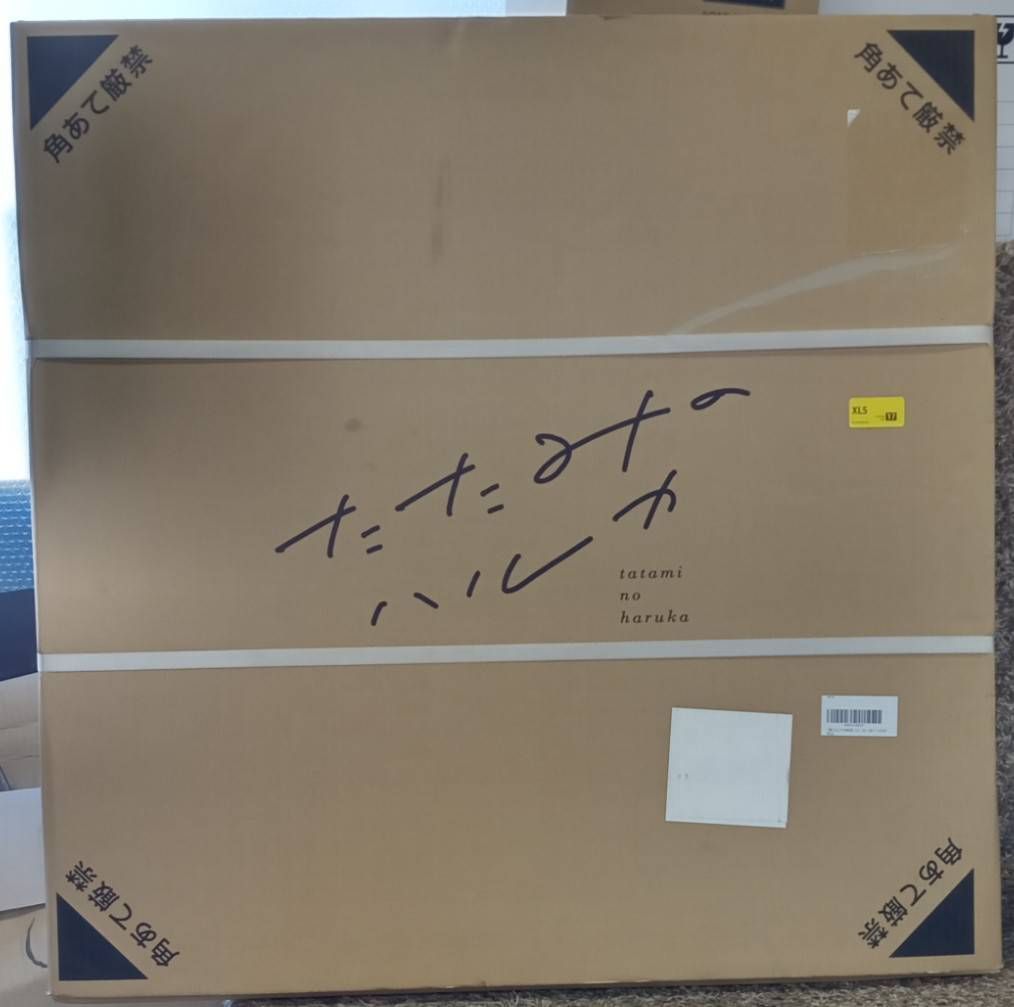 角あて厳禁
角あて厳禁
たたみの
ハルカ
tatami
no
haruka
XLS
角あて厳禁
角あて厳禁